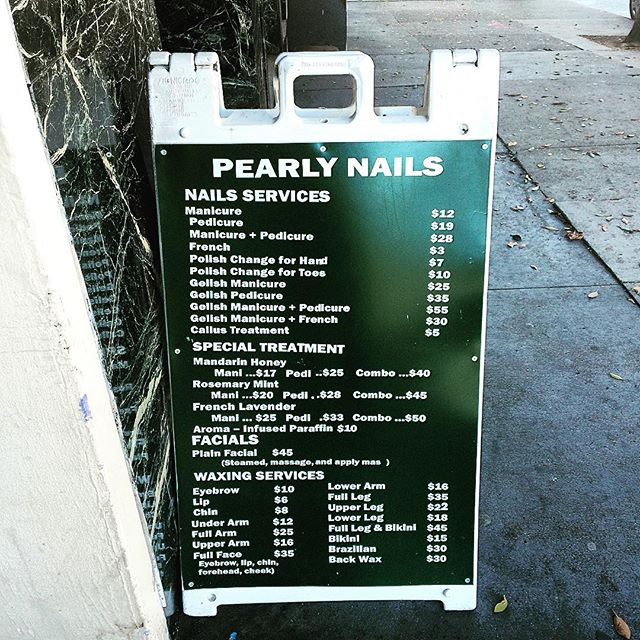 PEARLY NAILS
NAILS SERVICES
Manicure $12
Pedicure $19
Manicure + Pedicure $28
French $3
Polish Change for Hand $7
Polish Change for Toes $10
Gelish Manicure $25
Gelish Pedicure $35
Gelish Manicure + Pedicure $55
Gelish Manicure + French $30
Callus Treatment $5
SPECIAL TREATMENT
Mandarin Honey
Mani ...$17 Pedi ..$25 Combo ...$40
Rosemary Mint
Mani ...$20 Pedi . .$28 Combo ...$45
French Lavender
Mani ... $25 Pedi .$33 Combo ...$50
Aroma – Infused Paraffin $10
FACIALS
Plain Facial $45
(Steamed, massage, and apply mas )
WAXING SERVICES
Eyebrow $10
Lip $6
Chin $8
Under Arm $12
Full Arm $25
Upper Arm $16
Full Face $35
Eyebrow, lip, chin,
forehead, cheek)
Lower Arm $16
Full Leg $35
Upper Leg $22
Lower Leg $18
Full Leg & Bikini $45
Bikini $15
Brazilian $30
Back Wax $30